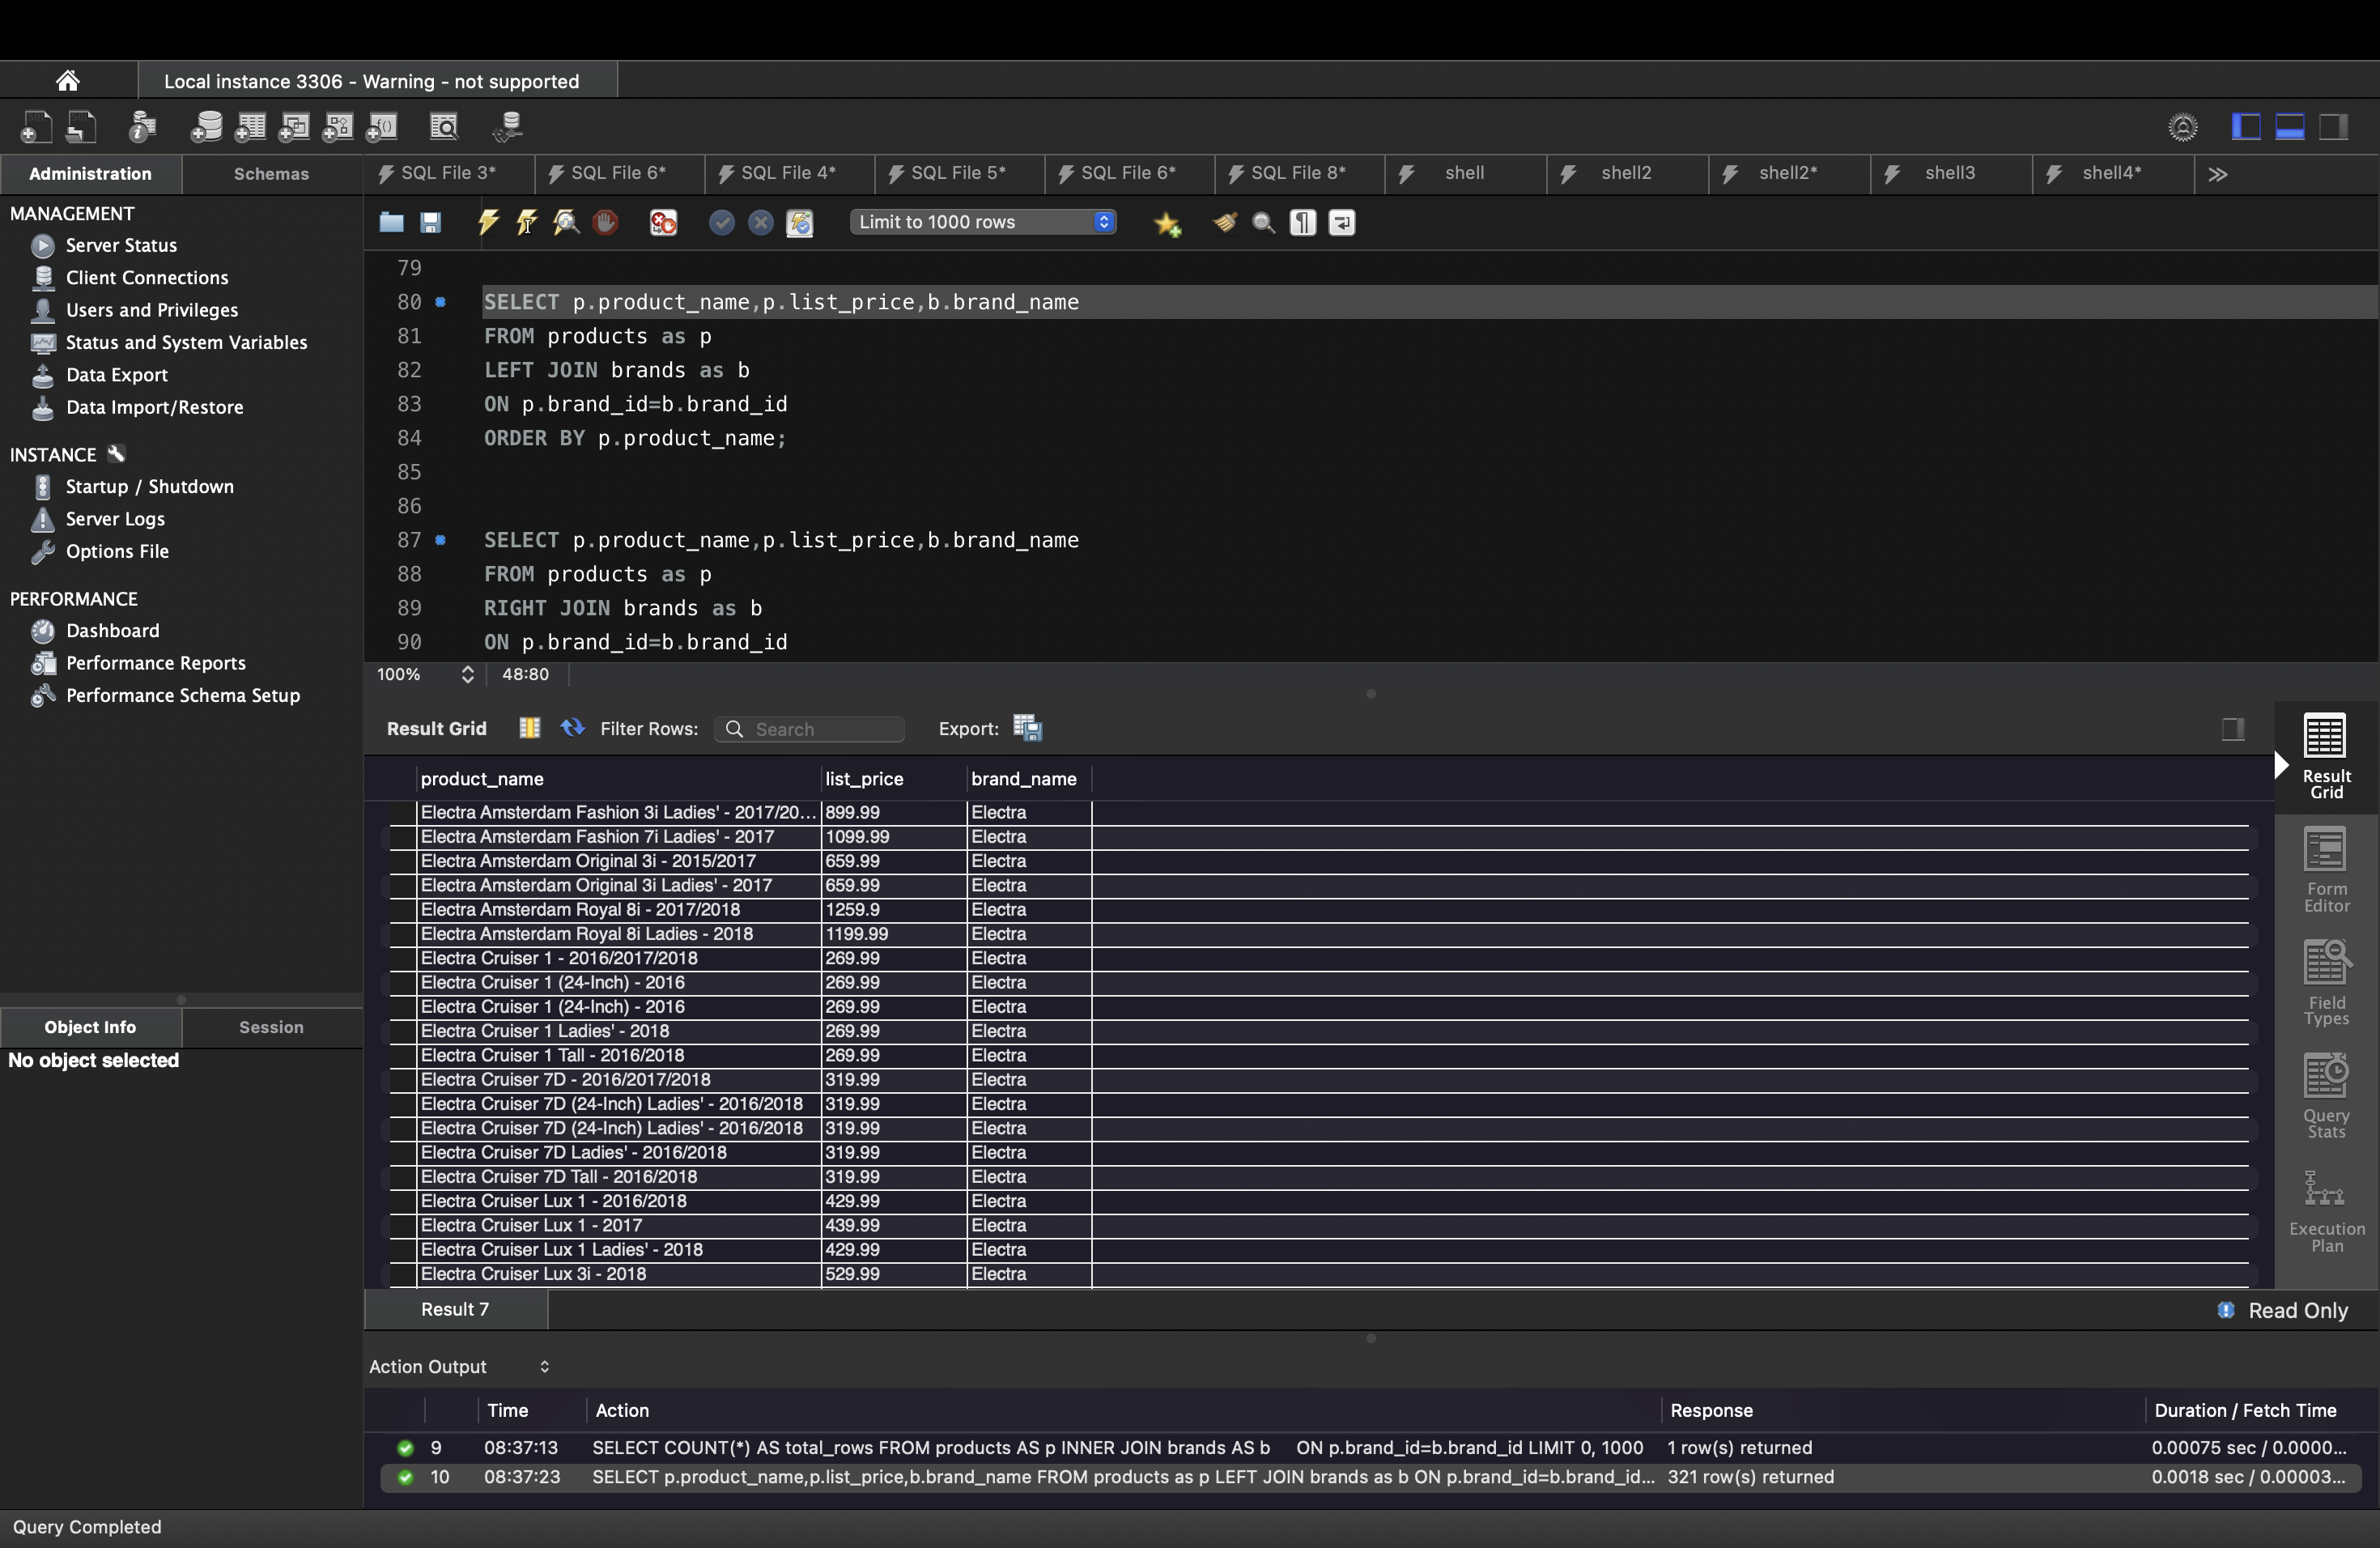 Local instance 3306 - Warning - not supported
Administration
Schemas
SQL File 3*
SQL File 6*
SQL File 4*
SQL File 5*
SQL File 6*
SQL File 8*
shell
shell2
shell2*
shell3
shell4*
MANAGEMENT
Server Status
Client Connections
Users and Privileges
Status and System Variables
Data Export
Data Import/Restore
INSTANCE
Startup / Shutdown
Server Logs
Options File
PERFORMANCE
Dashboard
Performance Reports
Performance Schema Setup
Object Info
Session
No object selected
Limit to 1000 rows
79
80 SELECT p.product_name,p.list_price,b.brand_name
81 FROM products as p
82 LEFT JOIN brands as b
83 ON p.brand_id=b.brand_id
84 ORDER BY p.product_name;
85
86
87 SELECT p.product_name,p.list_price,b.brand_name
88 FROM products as p
89 RIGHT JOIN brands as b
90 ON p.brand_id=b.brand_id
100% 48:80
Result Grid Filter Rows: Search Export:
product_name list_price brand_name
Electra Amsterdam Fashion 3i Ladies' - 2017/20... 899.99 Electra
Electra Amsterdam Fashion 7i Ladies' - 2017 1099.99 Electra
Electra Amsterdam Original 3i - 2015/2017 659.99 Electra
Electra Amsterdam Original 3i Ladies' - 2017 659.99 Electra
Electra Amsterdam Royal 8i - 2017/2018 1259.9 Electra
Electra Amsterdam Royal 8i Ladies - 2018 1199.99 Electra
Electra Cruiser 1 - 2016/2017/2018 269.99 Electra
Electra Cruiser 1 (24-Inch) - 2016 269.99 Electra
Electra Cruiser 1 (24-Inch) - 2016 269.99 Electra
Electra Cruiser 1 Ladies' - 2018 269.99 Electra
Electra Cruiser 1 Tall - 2016/2018 269.99 Electra
Electra Cruiser 7D - 2016/2017/2018 319.99 Electra
Electra Cruiser 7D (24-Inch) Ladies' - 2016/2018 319.99 Electra
Electra Cruiser 7D (24-Inch) Ladies' - 2016/2018 319.99 Electra
Electra Cruiser 7D Ladies' - 2016/2018 319.99 Electra
Electra Cruiser 7D Tall - 2016/2018 319.99 Electra
Electra Cruiser Lux 1 - 2016/2018 429.99 Electra
Electra Cruiser Lux 1 - 2017 439.99 Electra
Electra Cruiser Lux 1 Ladies' - 2018 429.99 Electra
Electra Cruiser Lux 3i - 2018 529.99 Electra
Result
Grid
Form
Editor
Field
Types
Query
Stats
Execution
Plan
Result 7
Read Only
Action Output
Time Action Response Duration / Fetch Time
9 08:37:13 SELECT COUNT(*) AS total_rows FROM products AS p INNER JOIN brands AS b ON p.brand_id=b.brand_id LIMIT 0, 1000 1 row(s) returned 0.00075 sec / 0.0000...
10 08:37:23 SELECT p.product_name,p.list_price,b.brand_name FROM products as p LEFT JOIN brands as b ON p.brand_id=b.brand_id... 321 row(s) returned 0.0018 sec / 0.00003...
Query Completed